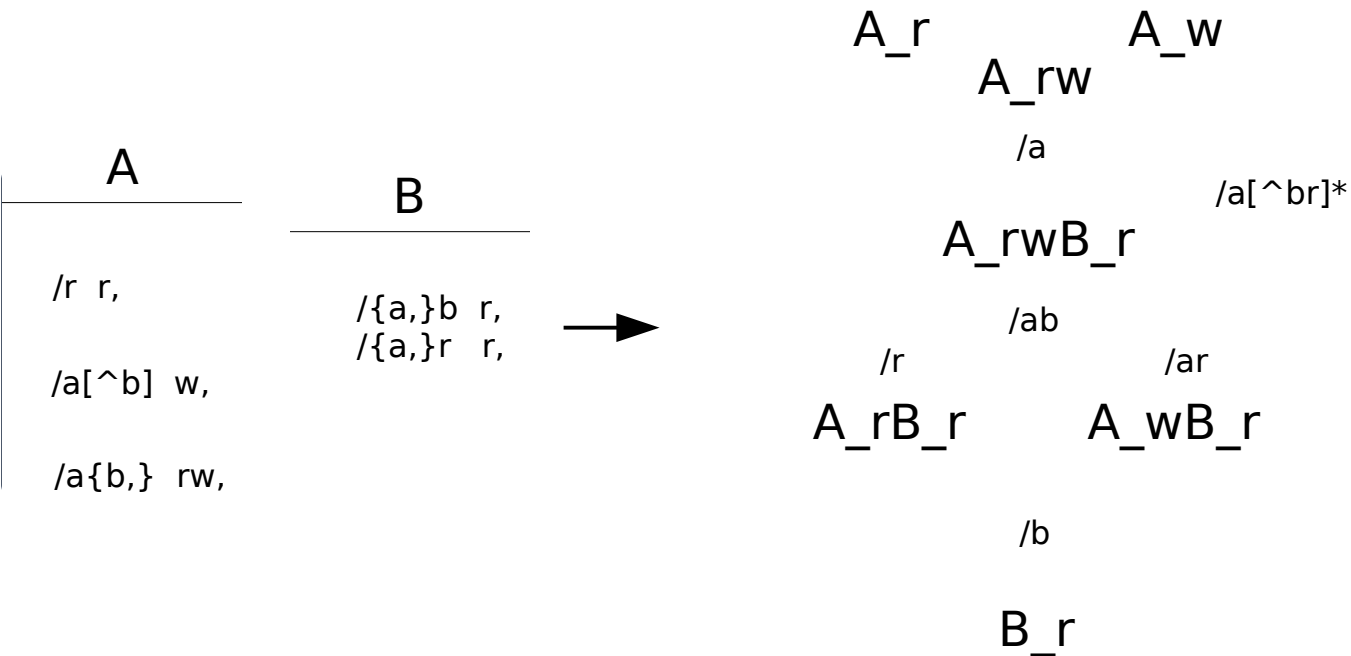 A
/r  r,
/a[^b]  w,
/a{b,}  rw,
B
/{a,}b  r,
/{a,}r  r,
A_r
A_w
A_rw
/a
/a[^br]*
A_rwB_r
/ab
/r
/ar
A_rB_r
A_wB_r
/b
B_r